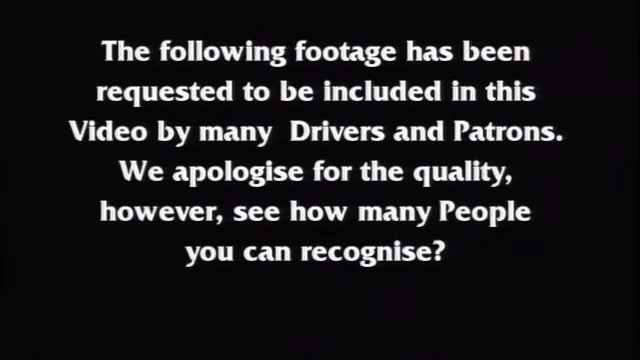 The following footage has been
requested to be included in this
Video by many  Drivers and Patrons.
We apologise for the quality,
however, see how many People
you can recognise?